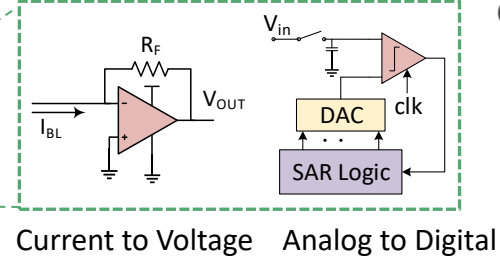 R_F
I_BL
V_OUT
-
+
V_in
clk
DAC
. .
SAR Logic
Current to Voltage
Analog to Digital